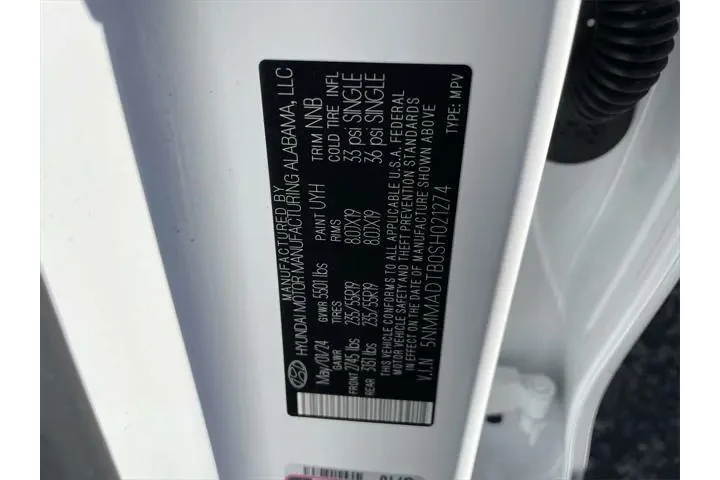 MANUFACTURED BY
HYUNDAI MOTOR MANUFACTURING ALABAMA, LLC
May/01/24 GVWR 5501 lbs PAINT UYH TRIM NNB
GAWR TIRES RIMS COLD TIRE INFL
FRONT 2745 lbs 235/55R19 8.0JX19 33 psi SINGLE
REAR 3151 lbs 235/55R19 8.0JX19 36 psi SINGLE
THIS VEHICLE CONFORMS TO ALL APPLICABLE U.S.A. FEDERAL
MOTOR VEHICLE SAFETY AND THEFT PREVENTION STANDARDS
IN EFFECT ON THE DATE OF MANUFACTURE SHOWN ABOVE
V.I.N 5NMMADTB0SH021274 TYPE: MPV